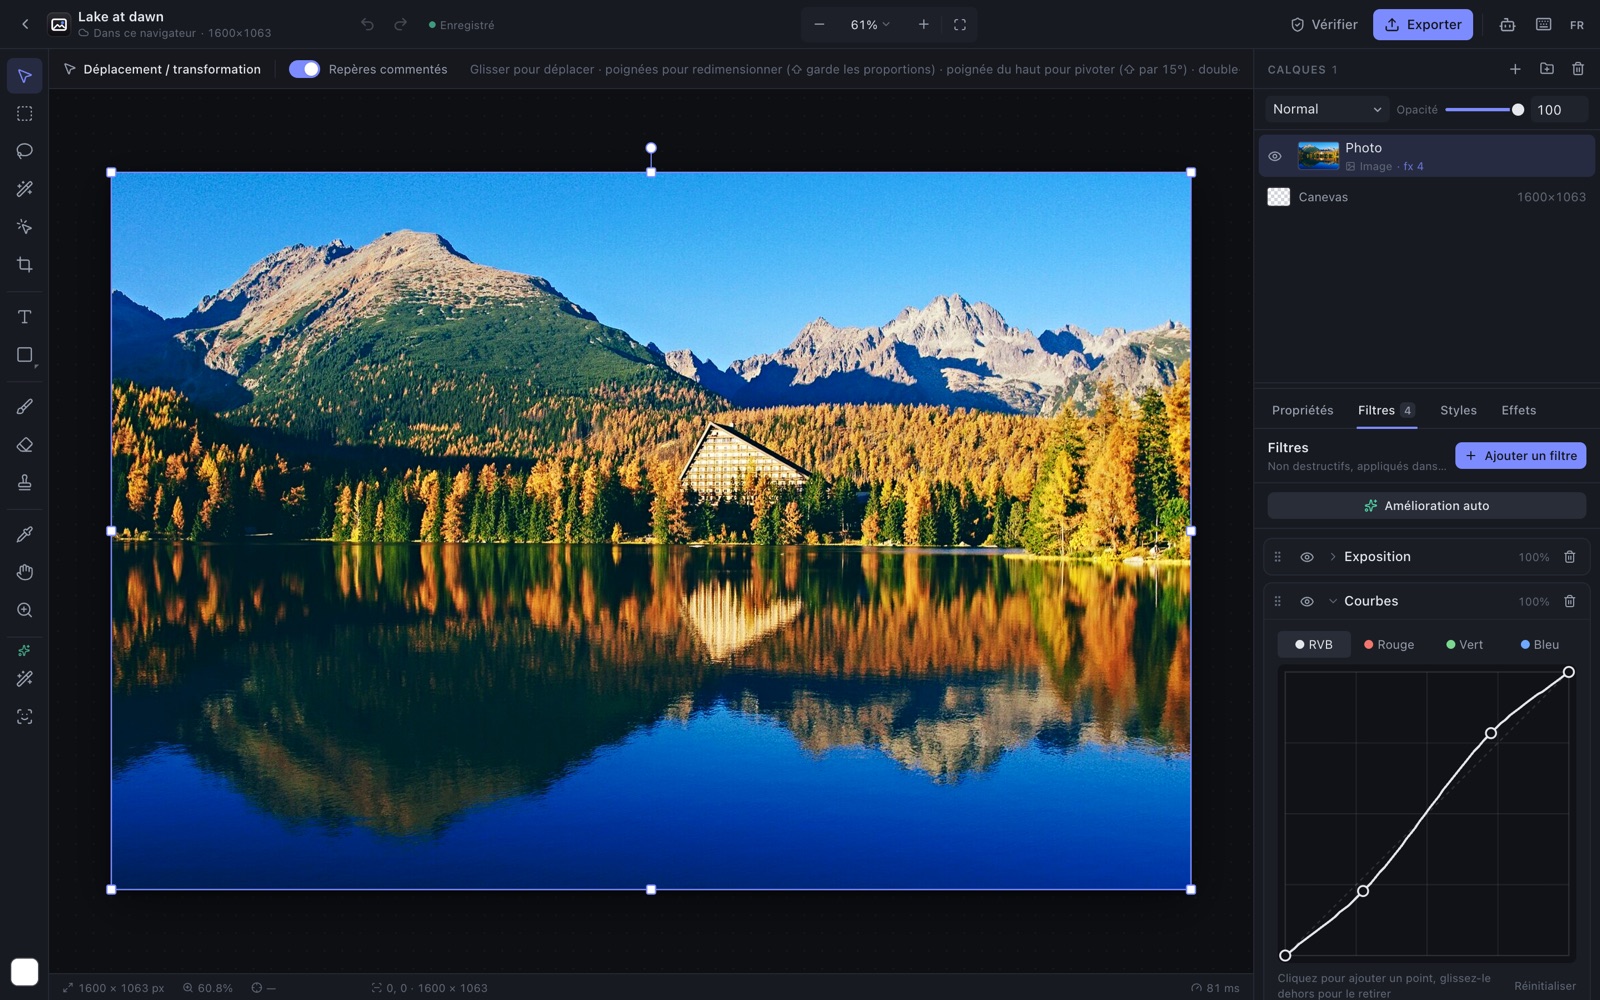 Lake at dawn
Dans ce navigateur · 1600×1063
Enregistré
61%
Vérifier
Exporter
FR
Déplacement / transformation
Repères commentés
Glisser pour déplacer · poignées pour redimensionner (⇧ garde les proportions) · poignée du haut pour pivoter (⇧ par 15°) · double-
CALQUES 1
Normal
Opacité
100
Photo
Image · fx 4
Canevas
1600×1063
Propriétés
Filtres 4
Styles
Effets
Filtres
Non destructifs, appliqués dans...
Ajouter un filtre
Amélioration auto
Exposition
100%
Courbes
100%
RVB
Rouge
Vert
Bleu
Cliquez pour ajouter un point, glissez-le
dehors pour le retirer
Réinitialiser
1600 × 1063 px
60.8%
—
0, 0 · 1600 × 1063
81 ms